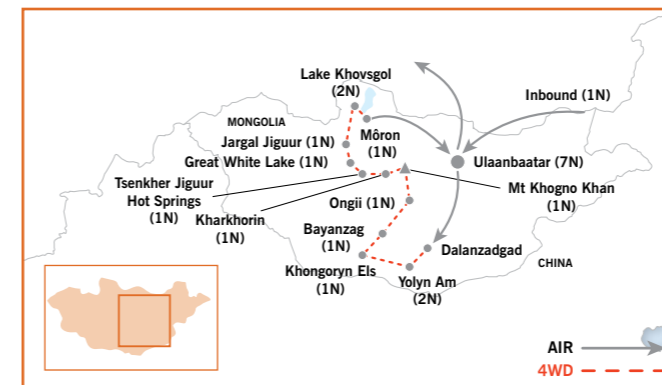 Lake Khovsgol
(2N)
Inbound (1N)
MONGOLIA
Môron
(1N)
Jargal Jiguur (1N)
Great White Lake (1N)
Ulaanbaatar (7N)
Tsenkher Jiguur
Hot Springs
(1N)
Mt Khogno Khan
(1N)
Kharkhorin
(1N)
Ongii (1N)
Bayanzag
(1N)
Dalanzadgad
CHINA
Khongoryn Els
(1N)
Yolyn Am
(2N)
AIR
4WD